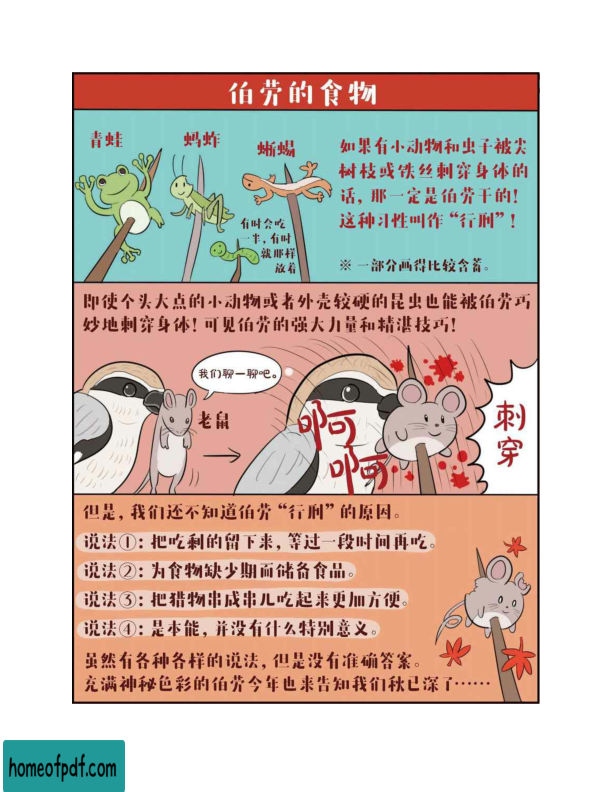 伯劳的食物
青蛙
蚂蚱
蜥蜴
有时会吃
一半,有时
就那样
放着
如果有小动物和虫子被尖
树枝或铁丝刺穿身体的
话,那一定是伯劳干的!
这种习性叫作“行刑”!
※ 一部分画得比较含蓄。
即使个头大点的小动物或者外壳较硬的昆虫也能被伯劳巧
妙地刺穿身体!可见伯劳的强大力量和精湛技巧!
我们聊一聊吧。
老鼠
啊可
啊可
刺
穿
但是,我们还不知道伯劳“行刑”的原因。
说法①:把吃剩的留下来,等过一段时间再吃。
说法②:为食物缺少期而储备食品。
说法③:把猎物串成串儿吃起来更加方便。
说法④:是本能,并没有什么特别意义。
虽然有各种各样的说法,但是没有准确答案。
充满神秘色彩的伯劳今年也来告知我们秋已深了……
homeofpdf.com